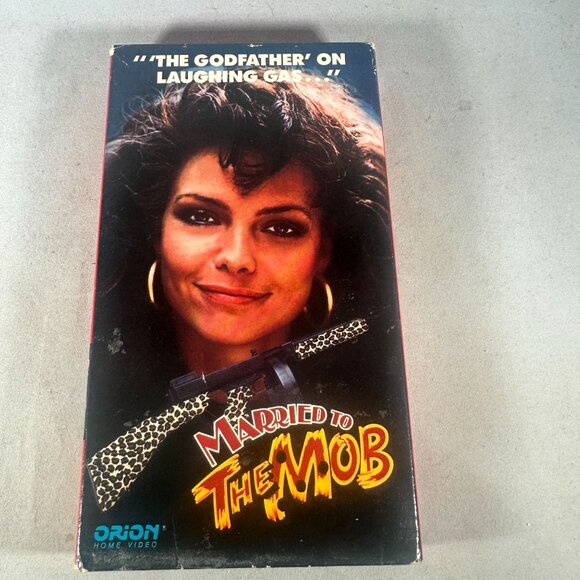 "'THE GODFATHER' ON
LAUGHING GAS..."
MARRIED TO
THE MOB
ORION
HOME VIDEO